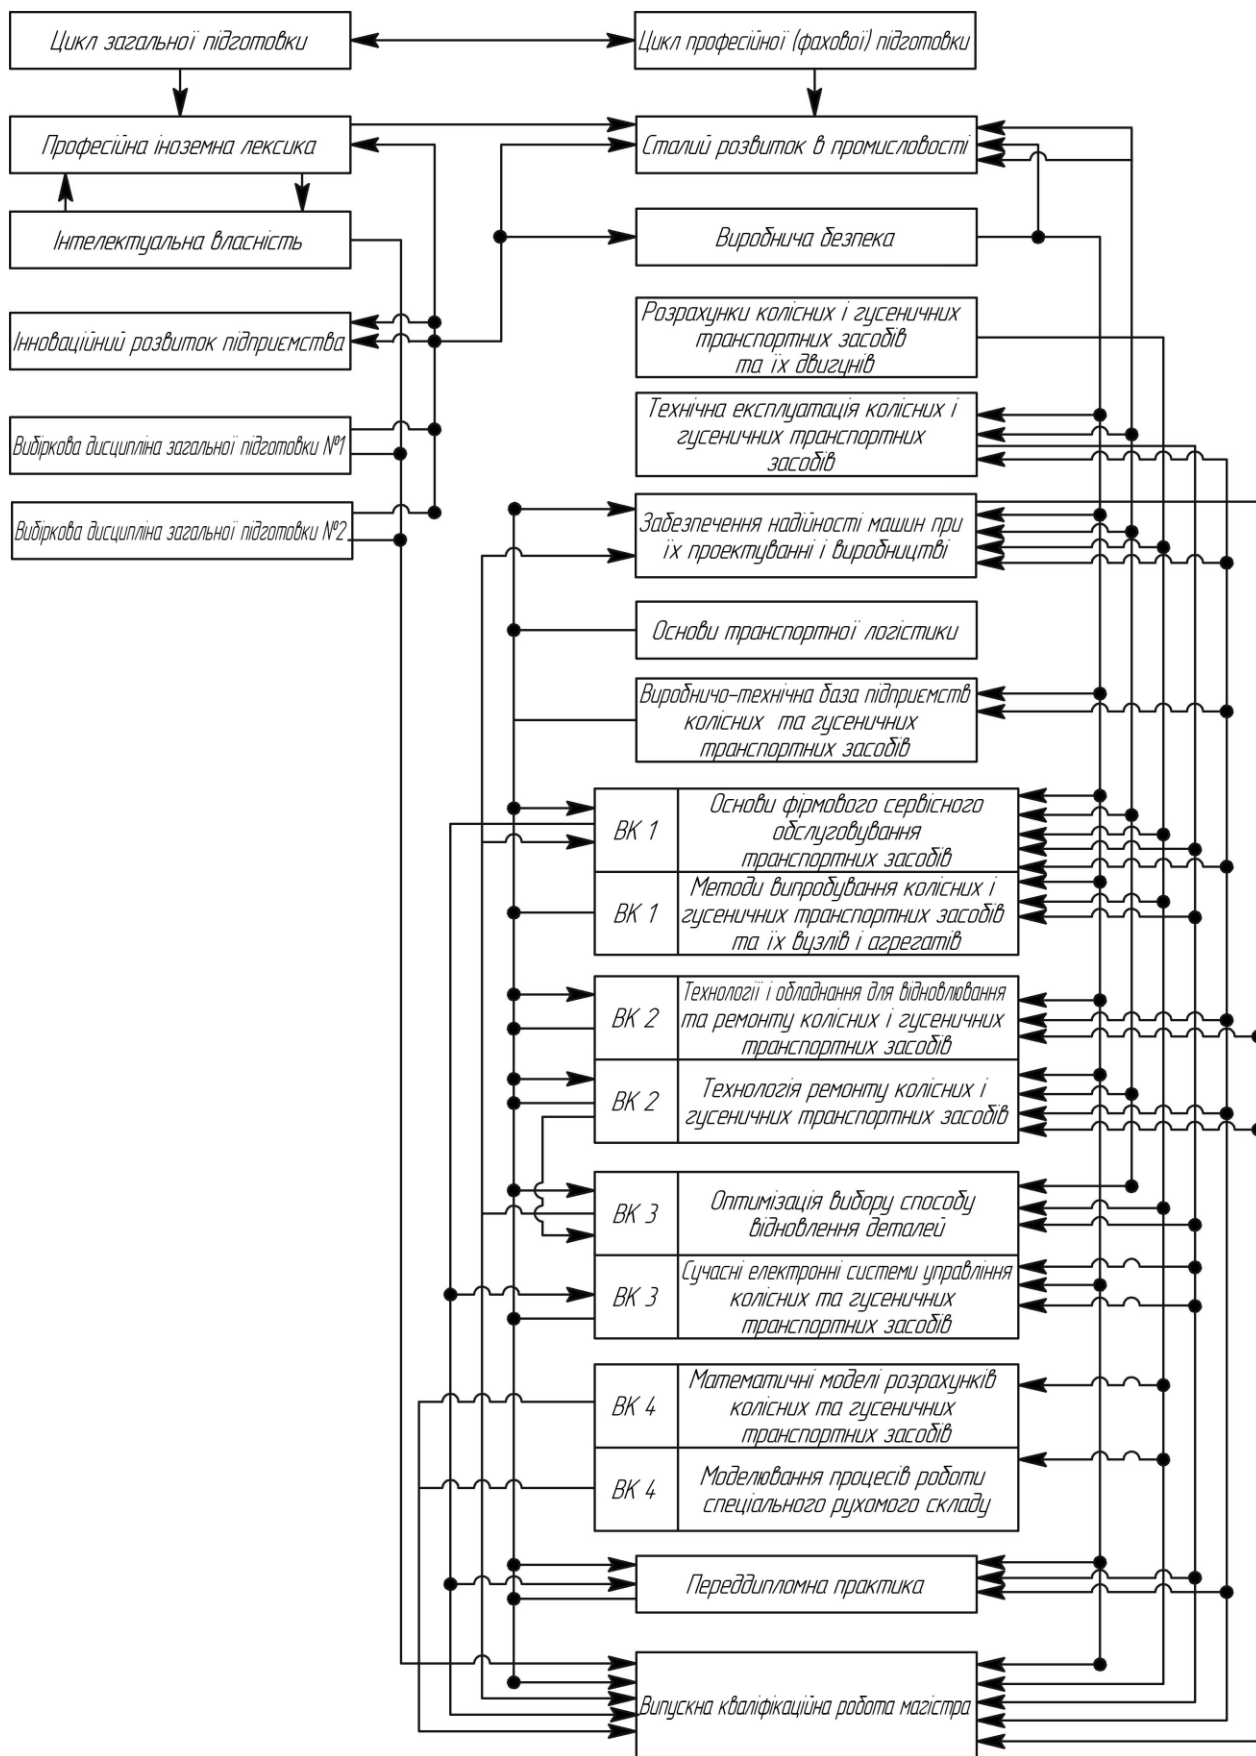 Цикл загальної підготовки
Цикл професійної (фахової) підготовки
Професійна іноземна лексика
Сталий розвиток в промисловості
Інтелектуальна власність
Виробнича безпека
Інноваційний розвиток підприємства
Розрахунки колісних і гусеничних
транспортних засобів
та їх двигунів
Вибіркова дисципліна загальної підготовки №1
Технічна експлуатація колісних і
гусеничних транспортних
засобів
Вибіркова дисципліна загальної підготовки №2
Забезпечення надійності машин при
їх проектуванні і виробництві
Основи транспортної логістики
Виробничо-технічна база підприємств
колісних та гусеничних
транспортних засобів
ВК 1
Основи фірмового сервісного
обслуговування
транспортних засобів
ВК 1
Методи випробування колісних і
гусеничних транспортних засобів
та їх вузлів і агрегатів
ВК 2
Технології і обладнання для відновлювання
та ремонту колісних і гусеничних
транспортних засобів
ВК 2
Технологія ремонту колісних і
гусеничних транспортних засобів
ВК 3
Оптимізація вибору способу
відновлення деталей
ВК 3
Сучасні електронні системи управління
колісних та гусеничних
транспортних засобів
ВК 4
Математичні моделі розрахунків
колісних та гусеничних
транспортних засобів
ВК 4
Моделювання процесів роботи
спеціального рухомого складу
Переддипломна практика
Випускна кваліфікаційна робота магістра